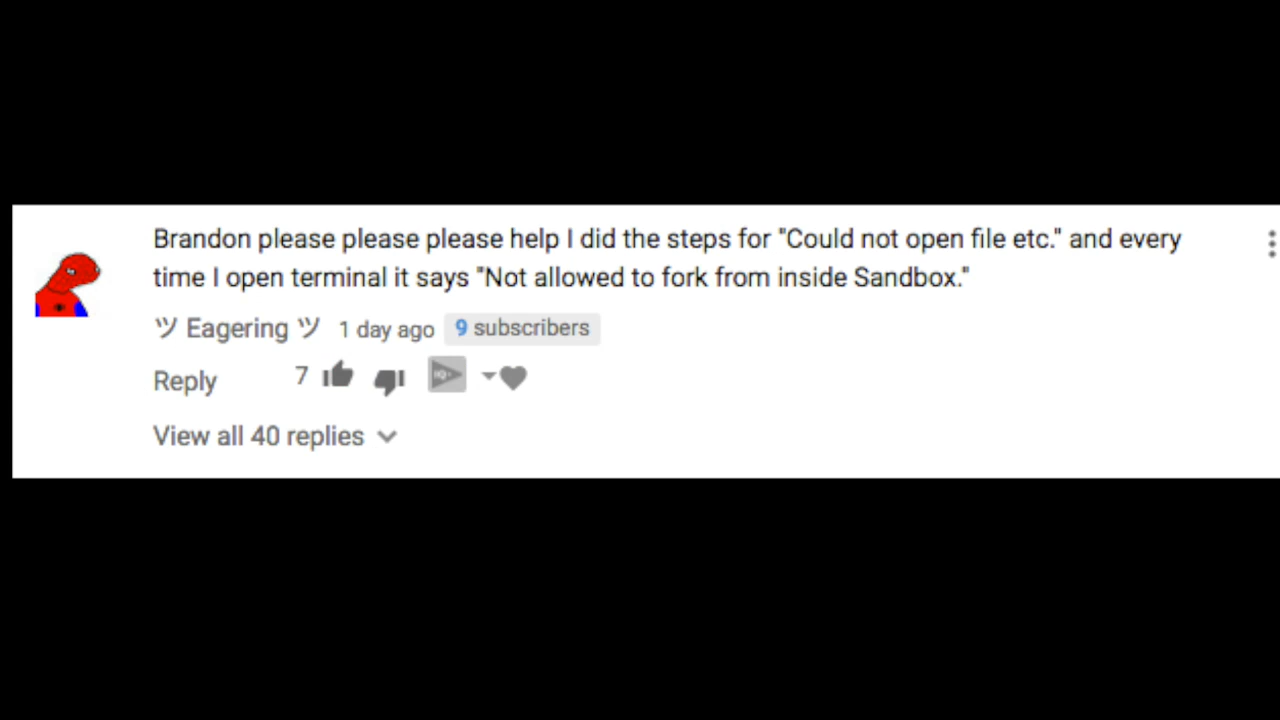 Brandon please please please help I did the steps for "Could not open file etc." and every
time I open terminal it says "Not allowed to fork from inside Sandbox."
ツ Eagering ツ 1 day ago 9 subscribers
Reply 7
View all 40 replies